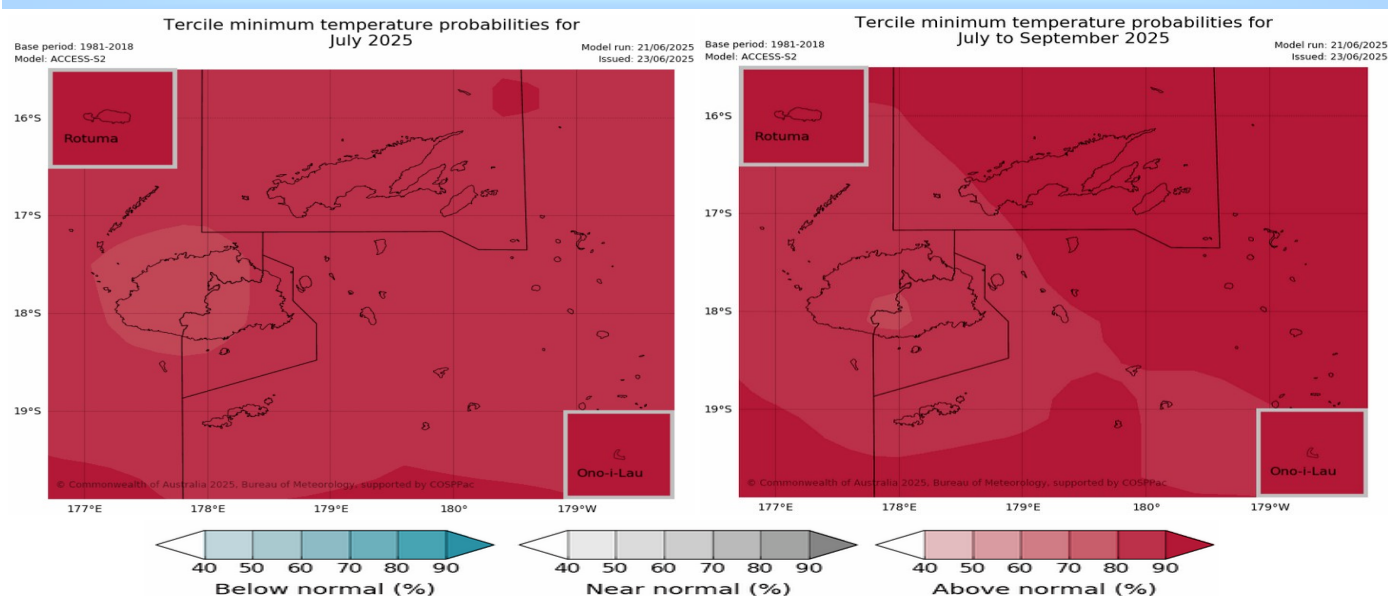 Tercile minimum temperature probabilities for
July 2025
Base period: 1981-2018
Model: ACCESS-S2
Model run: 21/06/2025
Issued: 23/06/2025
Rotuma
16°S
17°S
18°S
19°S
Ono-i-Lau
© Commonwealth of Australia 2025, Bureau of Meteorology, supported by COSPPac
177°E
178°E
179°E
180°
179°W
Tercile minimum temperature probabilities for
July to September 2025
Base period: 1981-2018
Model: ACCESS-S2
Model run: 21/06/2025
Issued: 23/06/2025
Rotuma
16°S
17°S
18°S
19°S
Ono-i-Lau
© Commonwealth of Australia 2025, Bureau of Meteorology, supported by COSPPac
177°E
178°E
179°E
180°
179°W
40 50 60 70 80 90
Below normal (%)
40 50 60 70 80 90
Near normal (%)
40 50 60 70 80 90
Above normal (%)